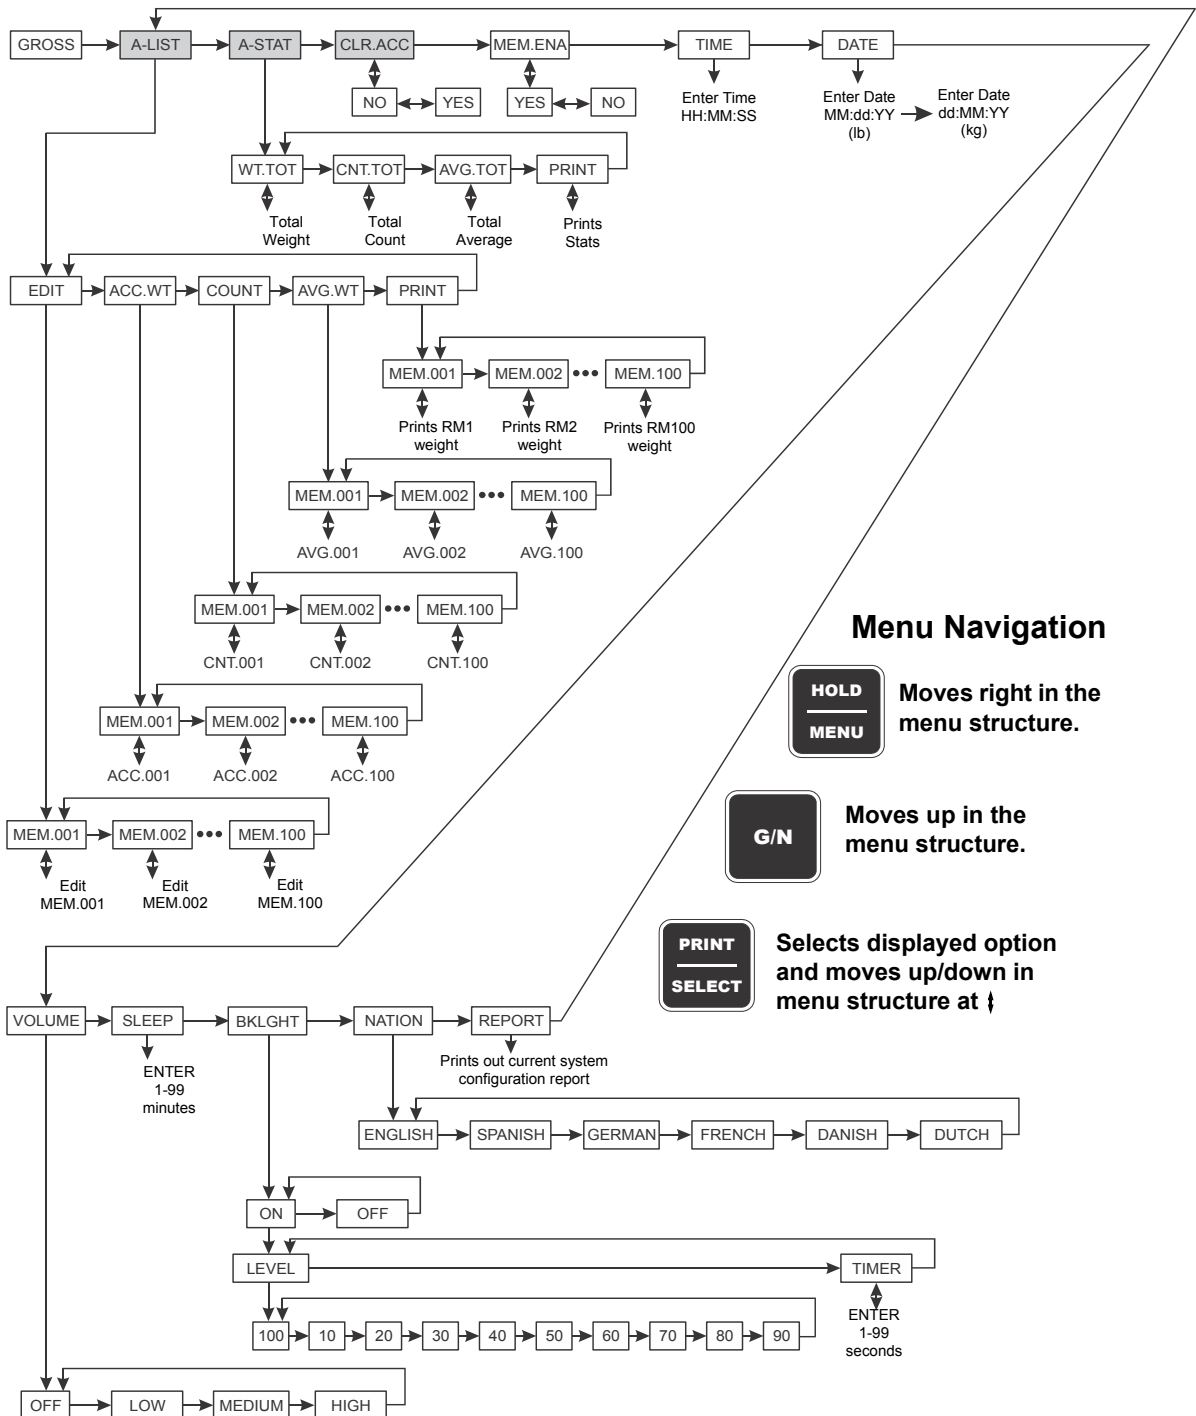 GROSS A-LIST A-STAT CLR.ACC MEM.ENA TIME DATE
NO YES YES NO
Enter Time
HH:MM:SS
Enter Date
MM:dd:YY
(lb)
Enter Date
dd:MM:YY
(kg)
WT.TOT CNT.TOT AVG.TOT PRINT
Total
Weight
Total
Count
Total
Average
Prints
Stats
EDIT ACC.WT COUNT AVG.WT PRINT
MEM.001 MEM.002 ••• MEM.100
Prints RM1
weight
Prints RM2
weight
Prints RM100
weight
MEM.001 MEM.002 ••• MEM.100
AVG.001 AVG.002 AVG.100
MEM.001 MEM.002 ••• MEM.100
CNT.001 CNT.002 CNT.100
MEM.001 MEM.002 ••• MEM.100
ACC.001 ACC.002 ACC.100
MEM.001 MEM.002 ••• MEM.100
Edit
MEM.001
Edit
MEM.002
Edit
MEM.100
Menu Navigation
HOLD
MENU
Moves right in the
menu structure.
G/N
Moves up in the
menu structure.
PRINT
SELECT
Selects displayed option
and moves up/down in
menu structure at
VOLUME SLEEP BKLGHT NATION REPORT
ENTER
1-99
minutes
Prints out current system
configuration report
ENGLISH SPANISH GERMAN FRENCH DANISH DUTCH
ON OFF
LEVEL TIMER
ENTER
1-99
seconds
100 10 20 30 40 50 60 70 80 90
OFF LOW MEDIUM HIGH